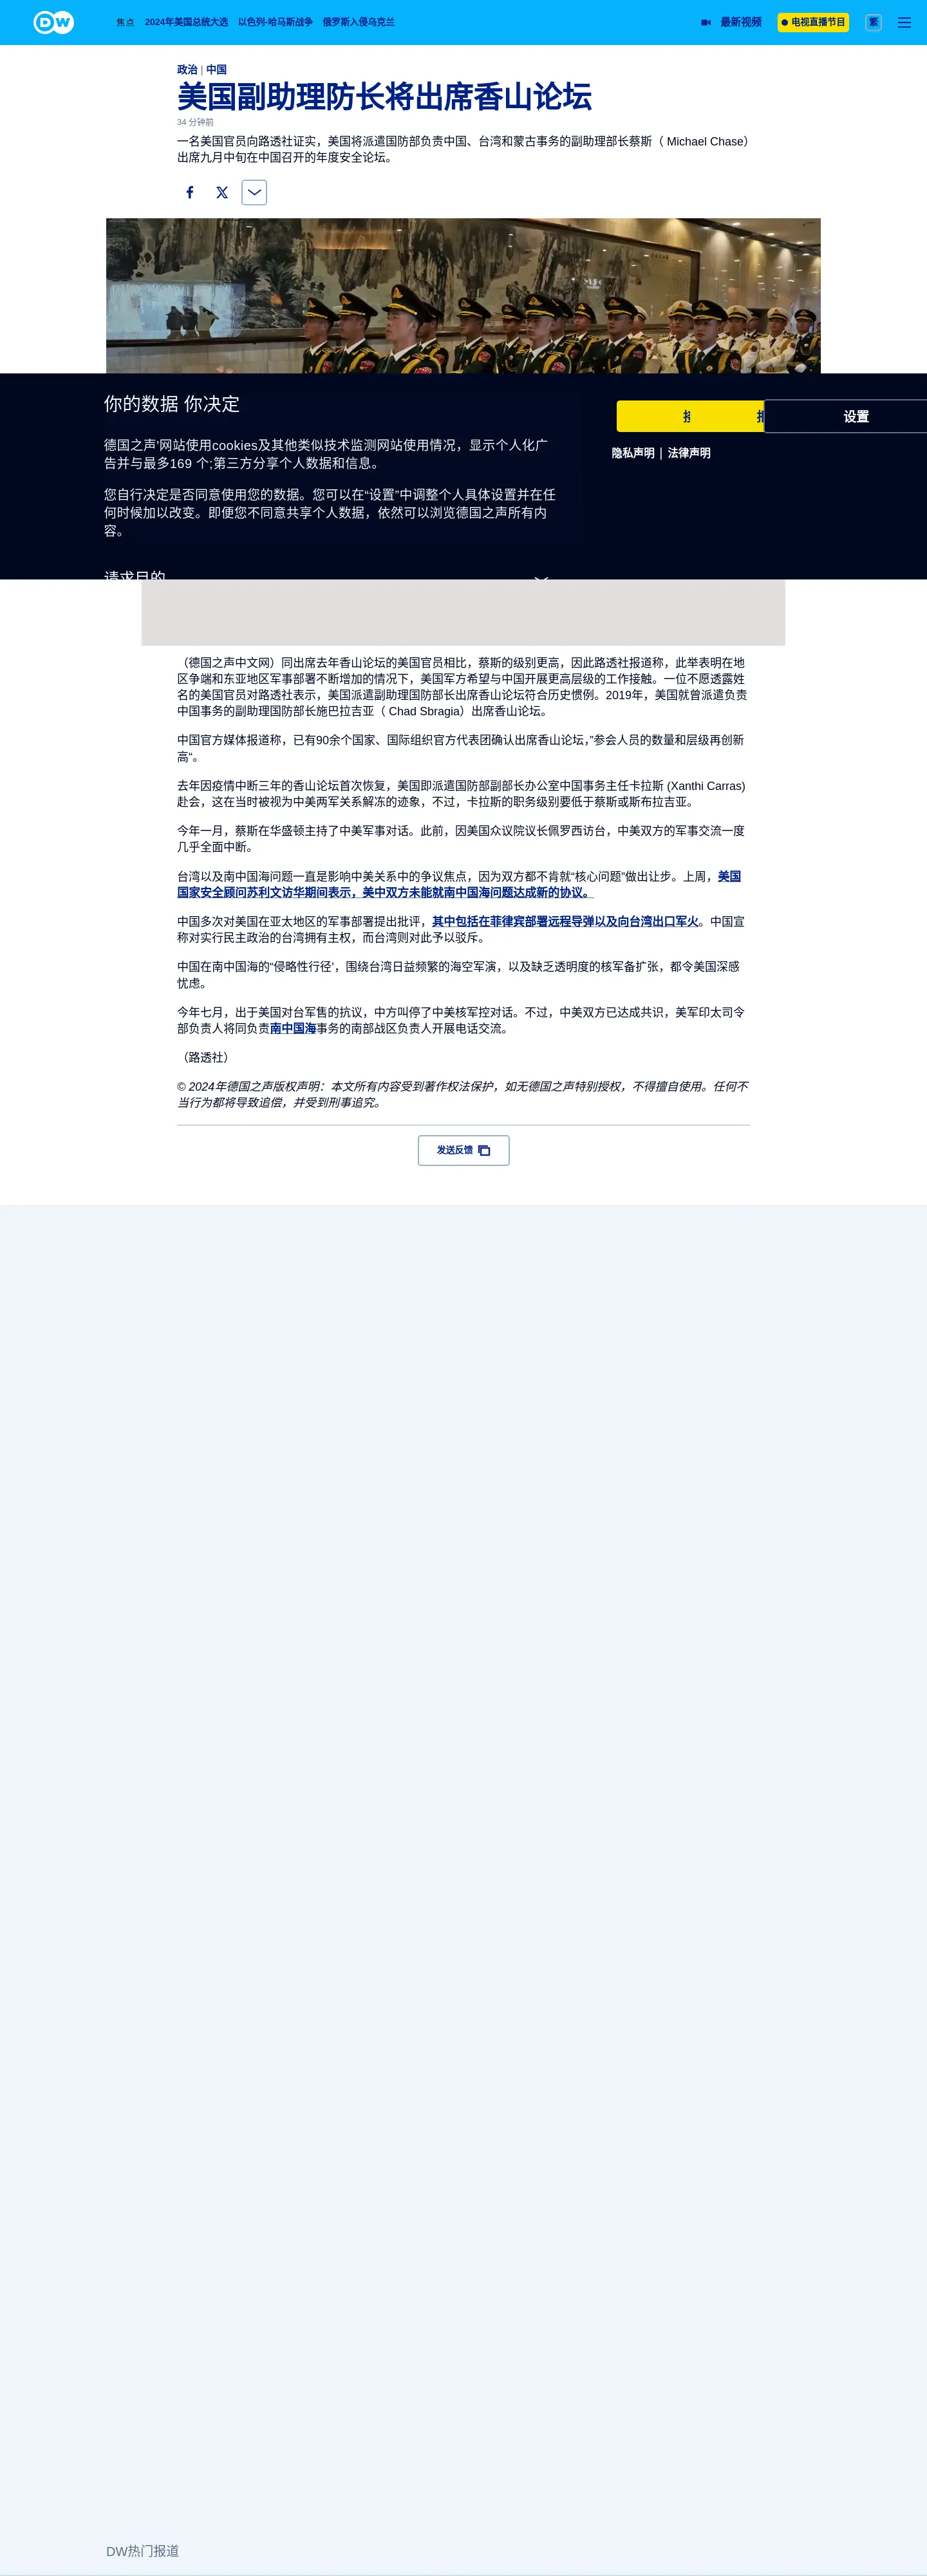 DW
焦点 2024年美国总统大选 以色列-哈马斯战争 俄罗斯入侵乌克兰 最新视频 电视直播节目 繁
政治 | 中国
美国副助理防长将出席香山论坛
34 分钟前
一名美国官员向路透社证实，美国将派遣国防部负责中国、台湾和蒙古事务的副助理部长蔡斯（ Michael Chase）
出席九月中旬在中国召开的年度安全论坛。
你的数据 你决定
德国之声’网站使用cookies及其他类似技术监测网站使用情况，显示个人化广
告并与最多169 个;第三方分享个人数据和信息。
您自行决定是否同意使用您的数据。您可以在“设置”中调整个人具体设置并在任
何时候加以改变。即便您不同意共享个人数据，依然可以浏览德国之声所有内
容。
请求目的
设置
隐私声明 | 法律声明
（德国之声中文网）同出席去年香山论坛的美国官员相比，蔡斯的级别更高，因此路透社报道称，此举表明在地
区争端和东亚地区军事部署不断增加的情况下，美国军方希望与中国开展更高层级的工作接触。一位不愿透露姓
名的美国官员对路透社表示，美国派遣副助理国防部长出席香山论坛符合历史惯例。2019年，美国就曾派遣负责
中国事务的副助理国防部长施巴拉吉亚（ Chad Sbragia）出席香山论坛。
中国官方媒体报道称，已有90余个国家、国际组织官方代表团确认出席香山论坛，”参会人员的数量和层级再创新
高“。
去年因疫情中断三年的香山论坛首次恢复，美国即派遣国防部副部长办公室中国事务主任卡拉斯 (Xanthi Carras)
赴会，这在当时被视为中美两军关系解冻的迹象，不过，卡拉斯的职务级别要低于蔡斯或斯布拉吉亚。
今年一月，蔡斯在华盛顿主持了中美军事对话。此前，因美国众议院议长佩罗西访台，中美双方的军事交流一度
几乎全面中断。
台湾以及南中国海问题一直是影响中美关系中的争议焦点，因为双方都不肯就“核心问题”做出让步。上周，美国
国家安全顾问苏利文访华期间表示，美中双方未能就南中国海问题达成新的协议。
中国多次对美国在亚太地区的军事部署提出批评，其中包括在菲律宾部署远程导弹以及向台湾出口军火。中国宣
称对实行民主政治的台湾拥有主权，而台湾则对此予以驳斥。
中国在南中国海的“侵略性行径’，围绕台湾日益频繁的海空军演，以及缺乏透明度的核军备扩张，都令美国深感
忧虑。
今年七月，出于美国对台军售的抗议，中方叫停了中美核军控对话。不过，中美双方已达成共识，美军印太司令
部负责人将同负责南中国海事务的南部战区负责人开展电话交流。
（路透社）
© 2024年德国之声版权声明：本文所有内容受到著作权法保护，如无德国之声特别授权，不得擅自使用。任何不
当行为都将导致追偿，并受到刑事追究。
发送反馈
DW热门报道